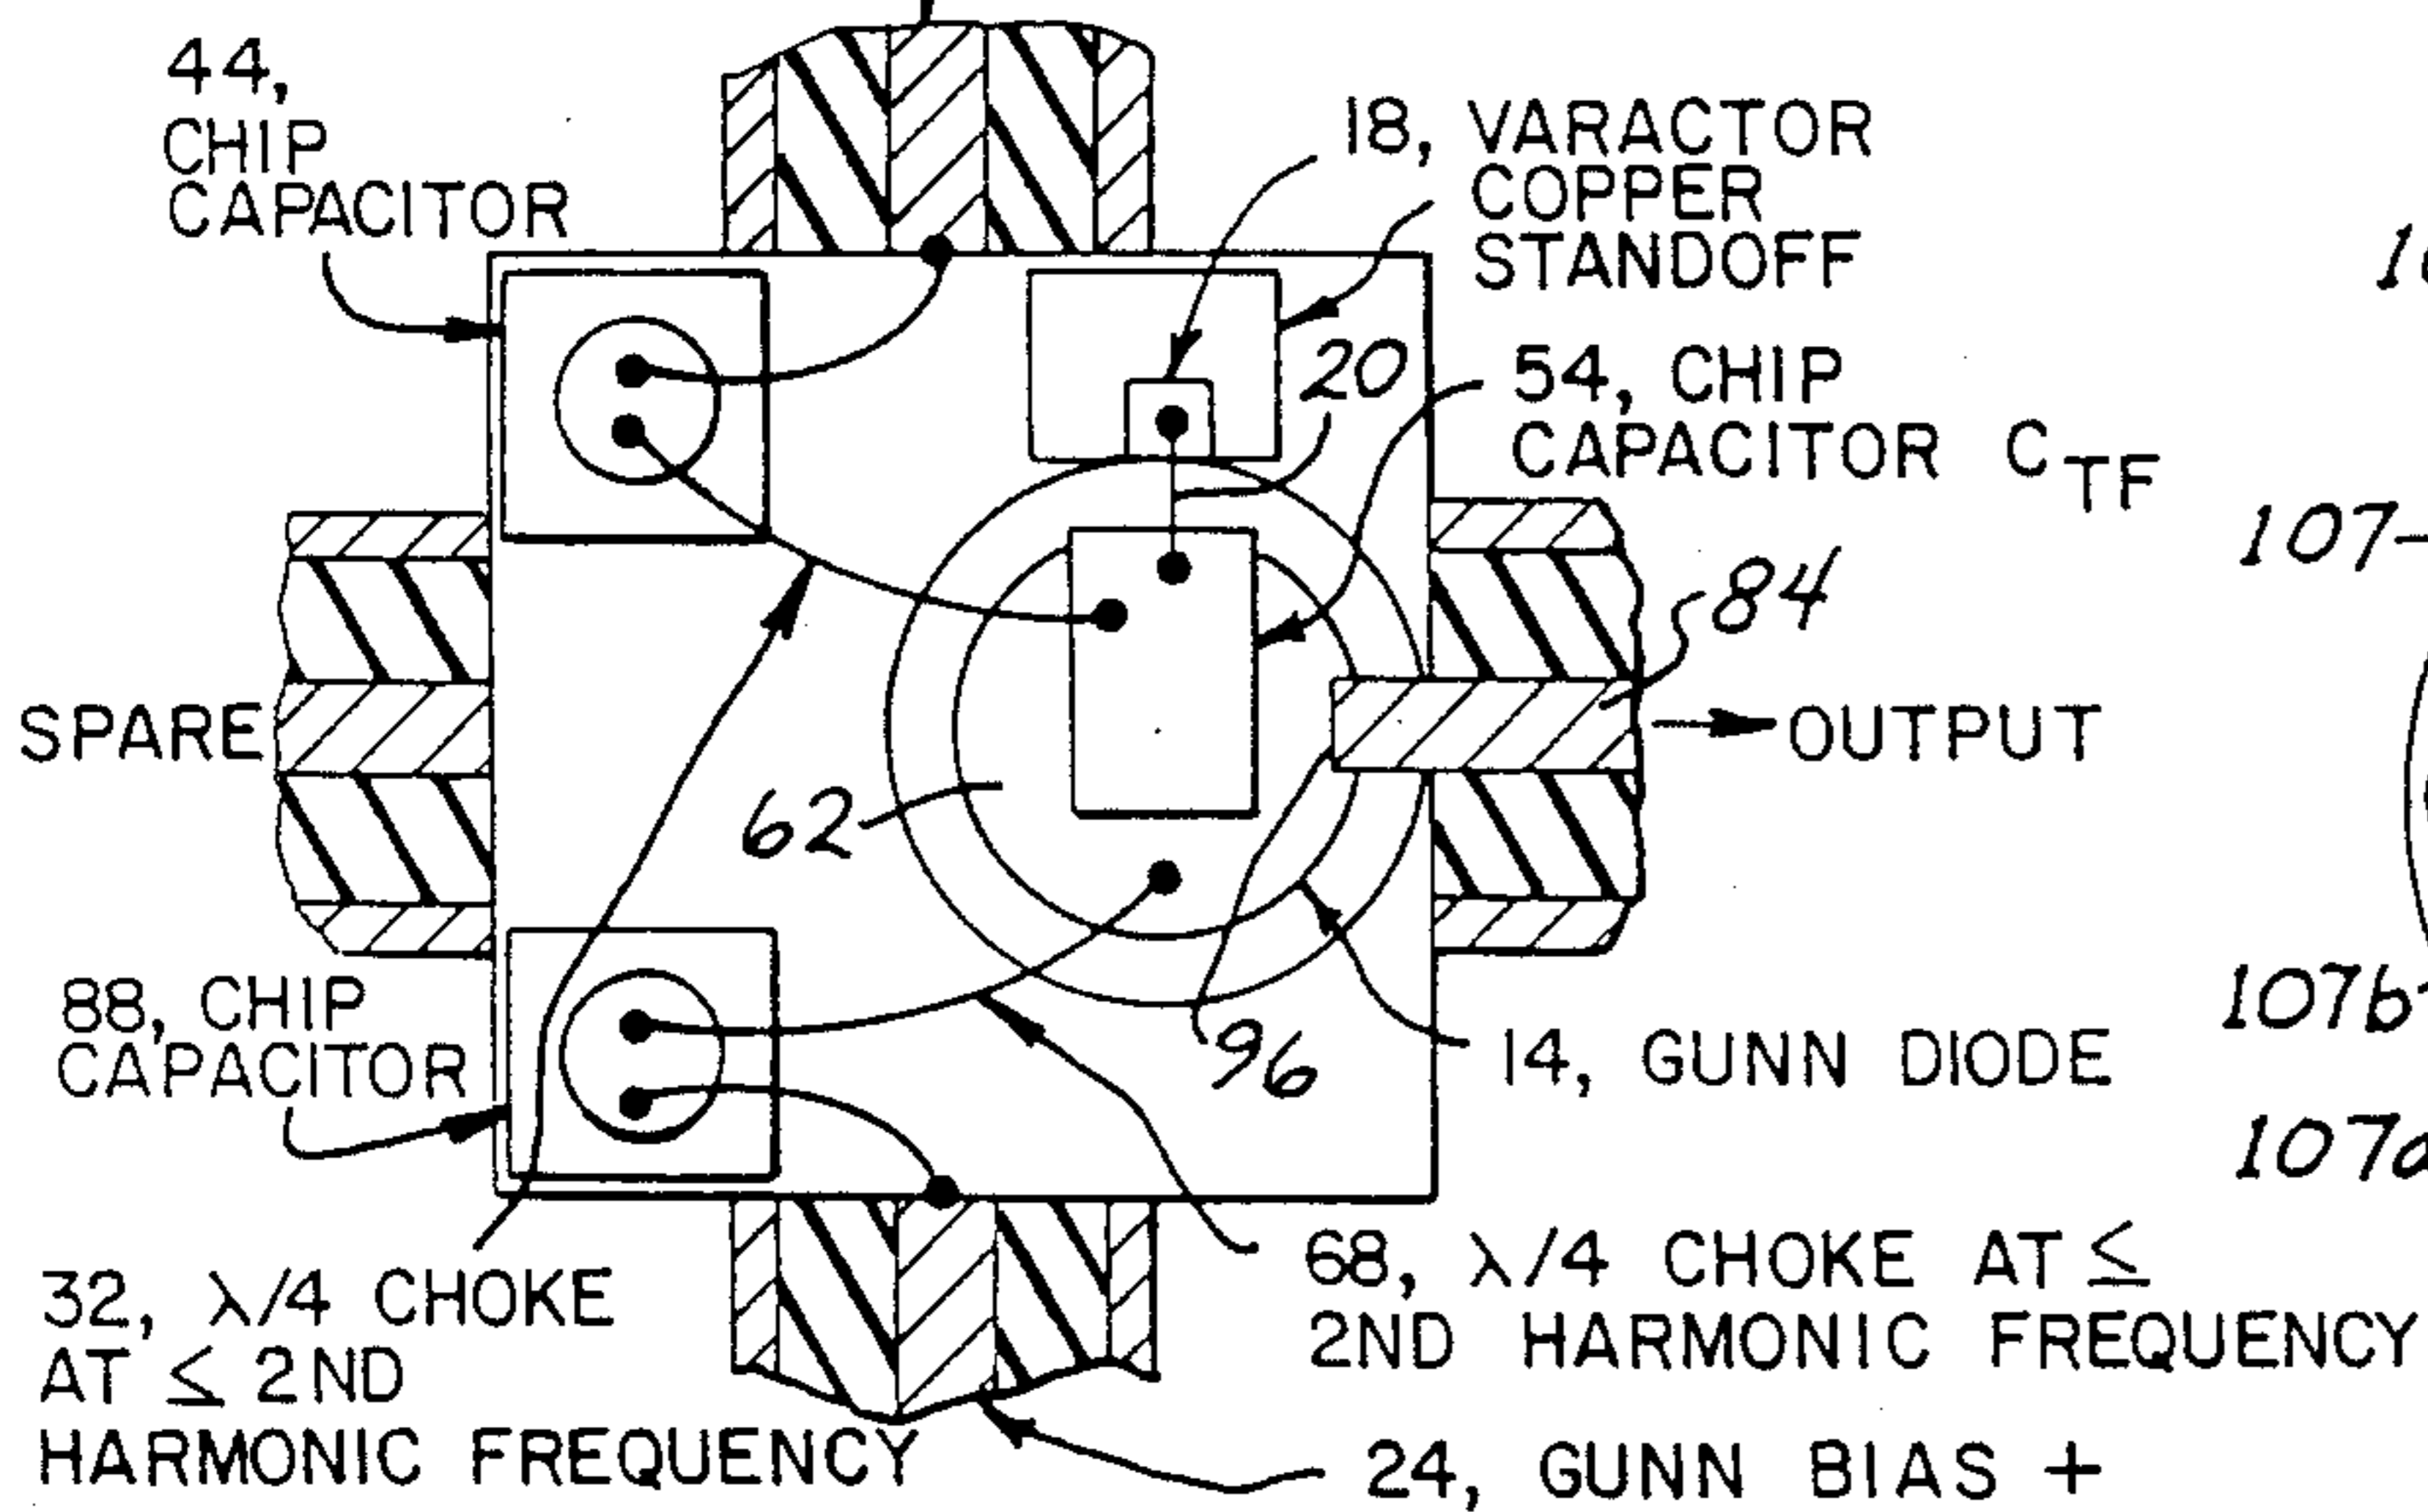 44,
CHIP
CAPACITOR
18, VARACTOR
COPPER
STANDOFF
20
54, CHIP
CAPACITOR CTF
107
84
SPARE
OUTPUT
62
88, CHIP
CAPACITOR
96
14, GUNN DIODE
107b
32, λ/4 CHOKE
AT ≤ 2ND
HARMONIC FREQUENCY
68, λ/4 CHOKE AT ≤
2ND HARMONIC FREQUENCY
24, GUNN BIAS +